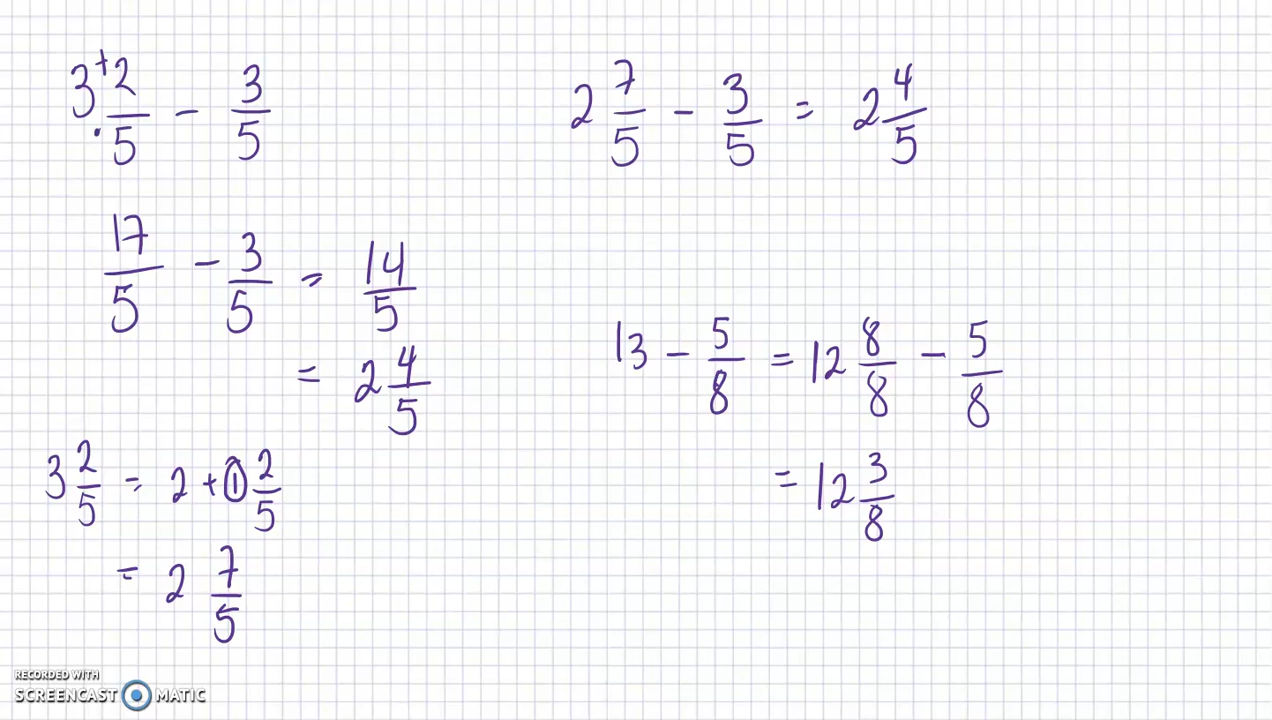 3 2/5 - 3/5
17/5 - 3/5 = 14/5
= 2 4/5
3 2/5 = 2 + 1 2/5
= 2 7/5
2 7/5 - 3/5 = 2 4/5
13 - 5/8 = 12 8/8 - 5/8
= 12 3/8
RECORDED WITH
SCREENCAST MATIC